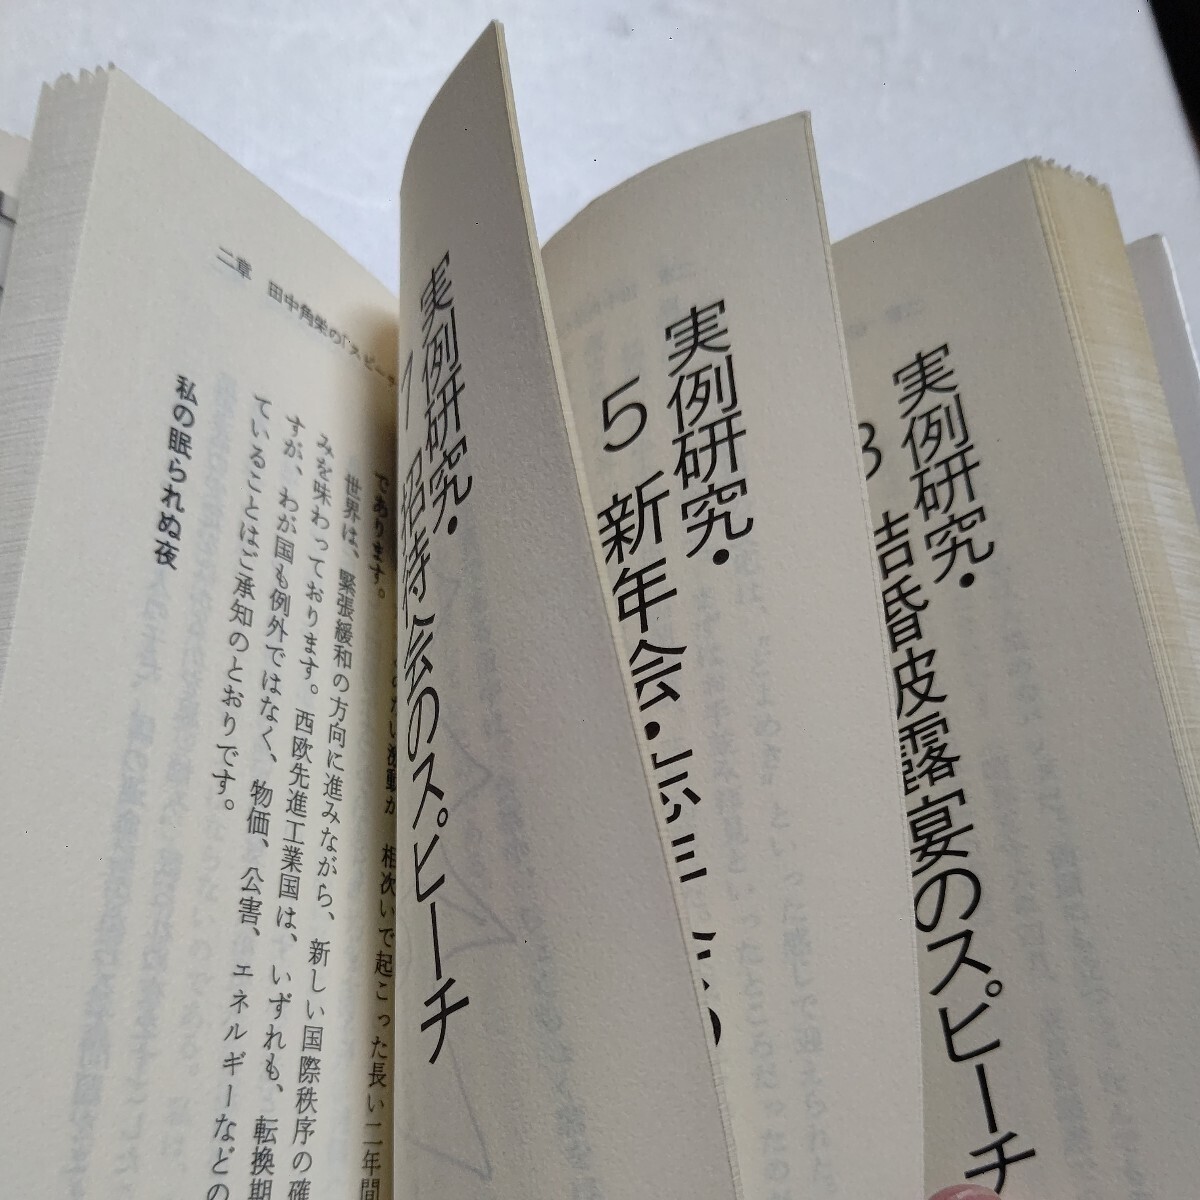 実例研究・
3 結婚披露宴のスピーチ
実例研究・
5 新年会・忘年会の
実例研究・
7 招待会のスピーチ
二章 田中角栄の「スピーチ
相次いで起こった長い二年間
であります。
世界は、緊張緩和の方向に進みながら、新しい国際秩序の確
みを味わっております。西欧先進工業国は、いずれも、転換期
すが、わが国も例外ではなく、物価、公害、エネルギーなどの
ていることはご承知のとおりです。
私の眠られぬ夜